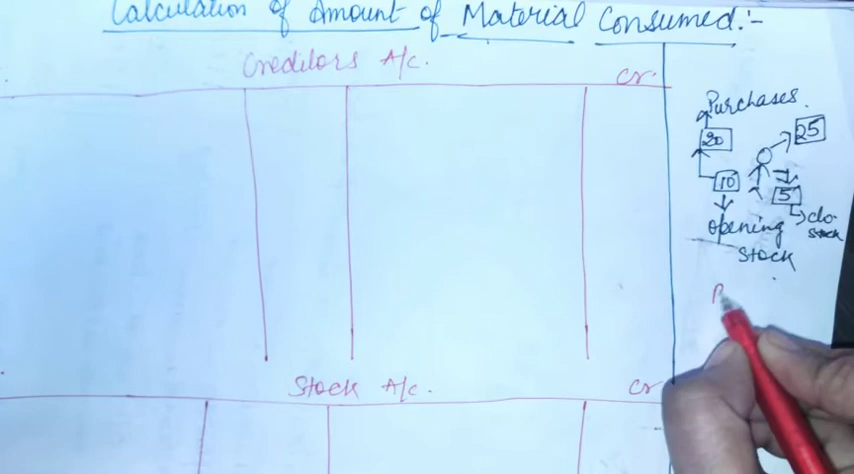 Calculation of Amount of Material Consumed:-
Creditors A/c.
Cr.
Purchases.
20
25
10
5
clo.
stock
opening
stock
P
Stock A/c.
Cr